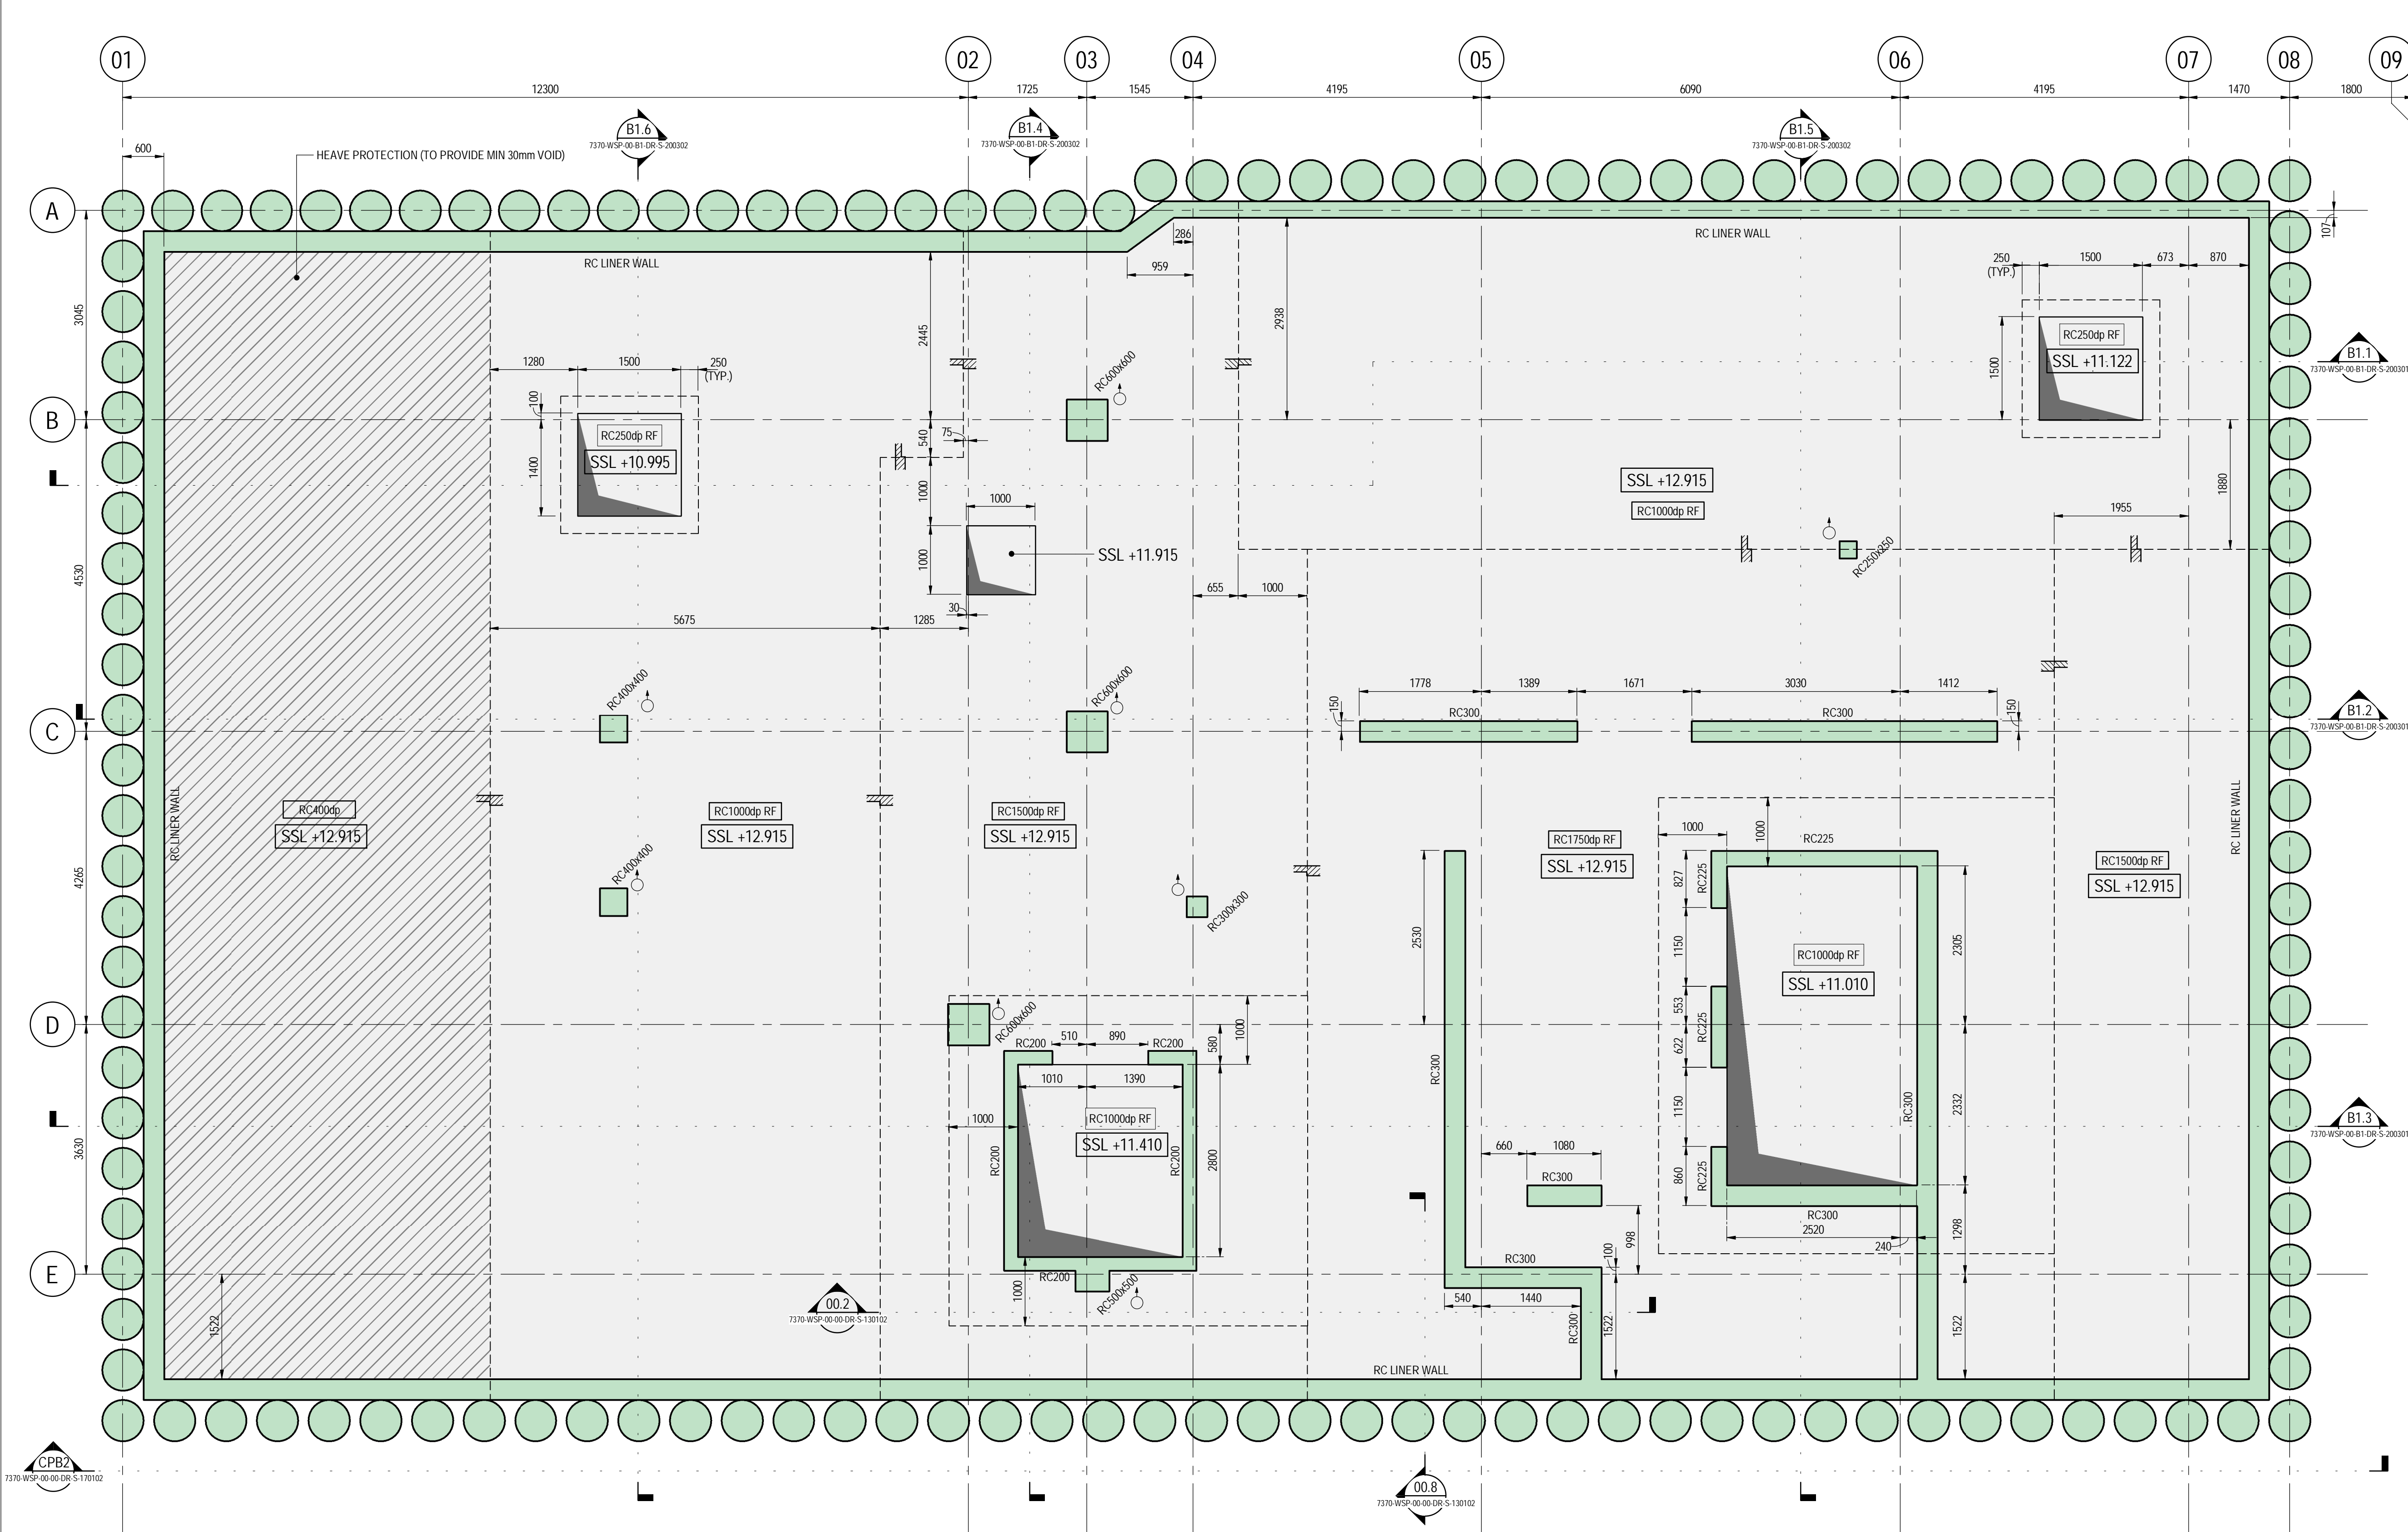 01
02
03
04
05
06
07
08
09
12300
1725
1545
4195
6090
4195
1470
1800
B1.6
7370-WSP-00-B1-DR-S-200302
B1.4
7370-WSP-00-B1-DR-S-200302
B1.5
7370-WSP-00-B1-DR-S-200302
600
HEAVE PROTECTION (TO PROVIDE MIN 30mm VOID)
A
107
286
RC LINER WALL
RC LINER WALL
959
250
(TYP.)
1500
673
870
3045
2445
2938
RC250dp RF
SSL +11.122
1500
B1.1
7370-WSP-00-B1-DR-S-200301
1280
1500
250
(TYP.)
RC600x600
100
B
75
540
RC250dp RF
SSL +10.995
1400
SSL +12.915
RC1000dp RF
1880
1000
1000
1955
4530
1000
SSL +11.915
RC250x250
655
1000
30
5675
1285
RC400x400
RC600x600
1778
1389
1671
3030
1412
150
RC300
RC300
150
B1.2
7370-WSP-00-B1-DR-S-200301
C
RC LINER WALL
RC400dp
SSL +12.915
RC1000dp RF
SSL +12.915
RC1500dp RF
SSL +12.915
RC1750dp RF
SSL +12.915
1000
1000
RC225
RC LINER WALL
RC1500dp RF
SSL +12.915
4265
RC400x400
827
RC225
RC300x300
2530
1150
2305
RC1000dp RF
SSL +11.010
D
RC600x600
553
RC225
622
1000
580
RC200
510
890
RC200
1010
1390
RC300
1000
RC1000dp RF
SSL +11.410
RC200
RC200
2800
1150
RC300
2332
B1.3
7370-WSP-00-B1-DR-S-200301
3630
660
1080
RC300
860
RC225
RC300
2520
240
998
1298
100
RC300
E
RC200
1000
RC500x500
1522
00.2
7370-WSP-00-00-DR-S-130102
540
1440
RC300
1522
1522
RC LINER WALL
CPB2
7370-WSP-00-00-DR-S-170102
00.8
7370-WSP-00-00-DR-S-130102